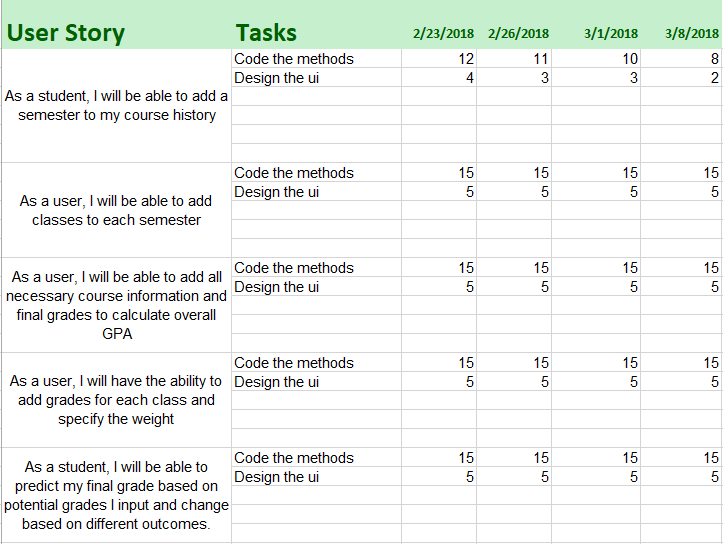 User Story Tasks 2/23/2018 2/26/2018 3/1/2018 3/8/2018
Code the methods 12 11 10 8
Design the ui 4 3 3 2
As a student, I will be able to add a
semester to my course history
Code the methods 15 15 15 15
Design the ui 5 5 5 5
As a user, I will be able to add
classes to each semester
Code the methods 15 15 15 15
Design the ui 5 5 5 5
As a user, I will be able to add all
necessary course information and
final grades to calculate overall
GPA
Code the methods 15 15 15 15
Design the ui 5 5 5 5
As a user, I will have the ability to
add grades for each class and
specify the weight
Code the methods 15 15 15 15
Design the ui 5 5 5 5
As a student, I will be able to
predict my final grade based on
potential grades I input and change
based on different outcomes.